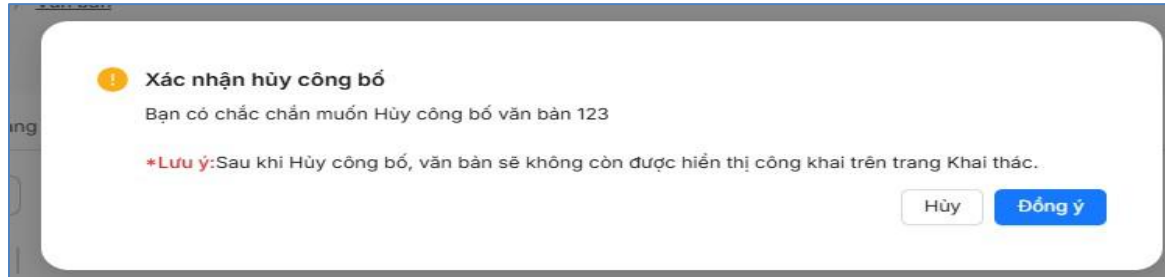 Xác nhận hủy công bố
Bạn có chắc chắn muốn Hủy công bố văn bản 123
*Lưu ý:Sau khi Hủy công bố, văn bản sẽ không còn được hiển thị công khai trên trang Khai thác.
Hủy
Đồng ý